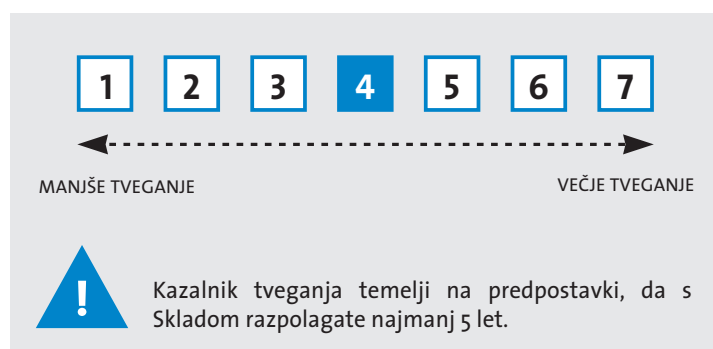 1 2 3 4 5 6 7
MANJŠE TVEGANJE VEČJE TVEGANJE
! Kazalnik tveganja temelji na predpostavki, da s
Skladom razpolagate najmanj 5 let.